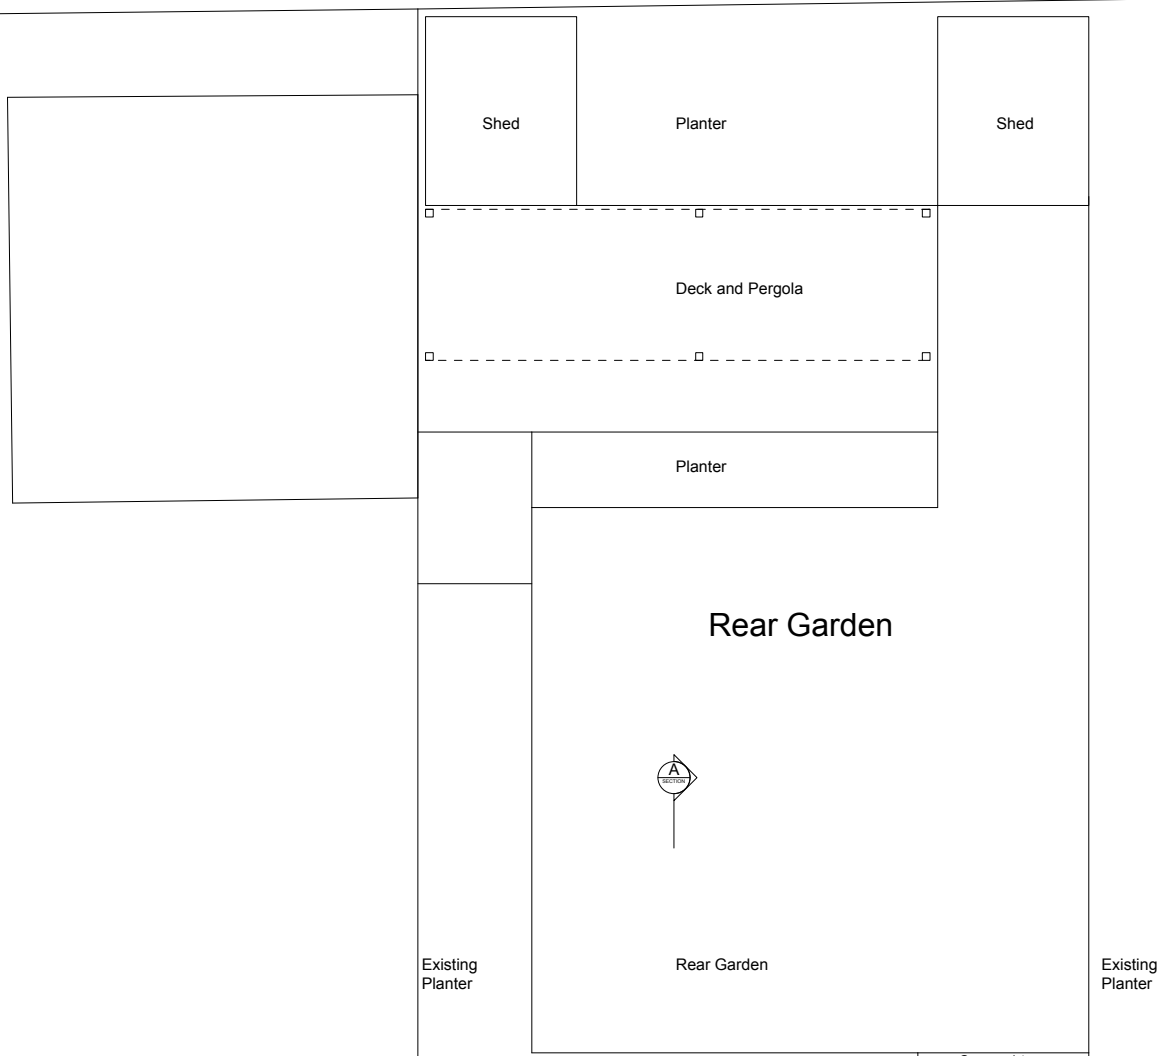 Shed
Planter
Shed
Deck and Pergola
Planter
Rear Garden
A
SECTION
Existing
Planter
Rear Garden
Existing
Planter